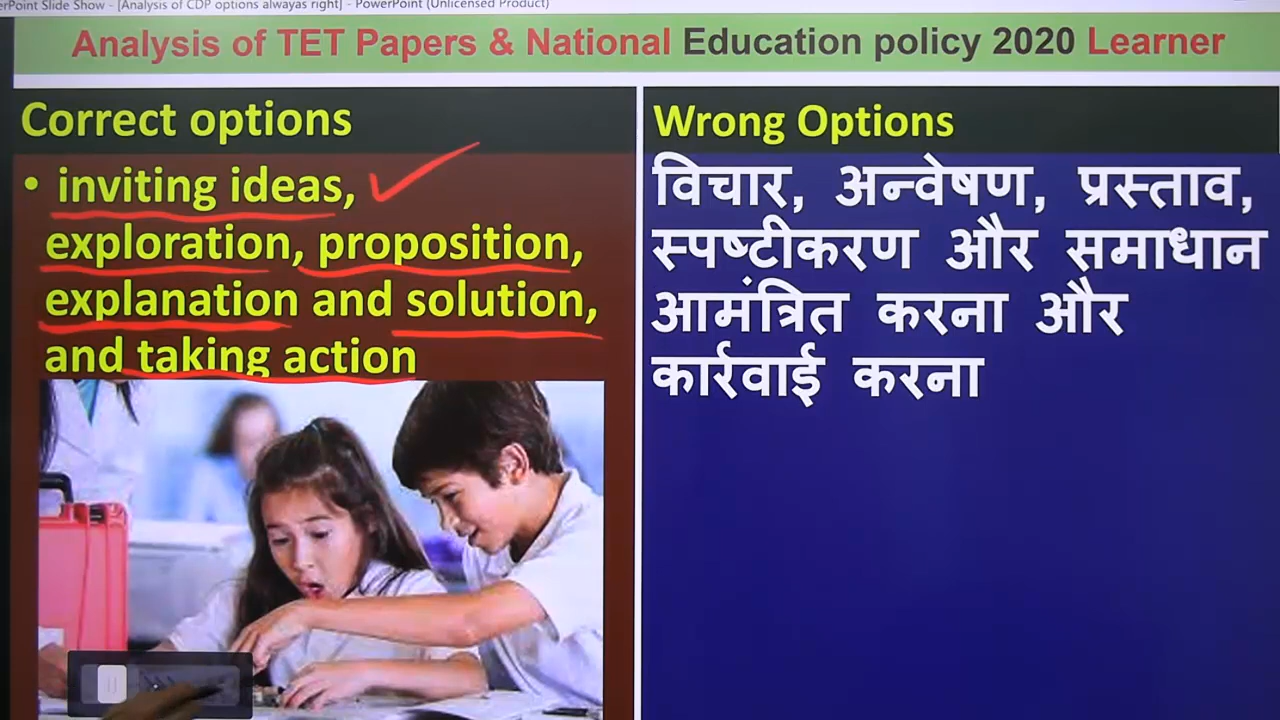 PowerPoint Slide Show - [Analysis of CDP options alwayas right] - PowerPoint (Unlicensed Product)
Analysis of TET Papers & National Education policy 2020 Learner
Correct options
• inviting ideas,
exploration, proposition,
explanation and solution,
and taking action
Wrong Options
विचार, अन्वेषण, प्रस्ताव,
स्पष्टीकरण और समाधान
आमंत्रित करना और
कार्रवाई करना